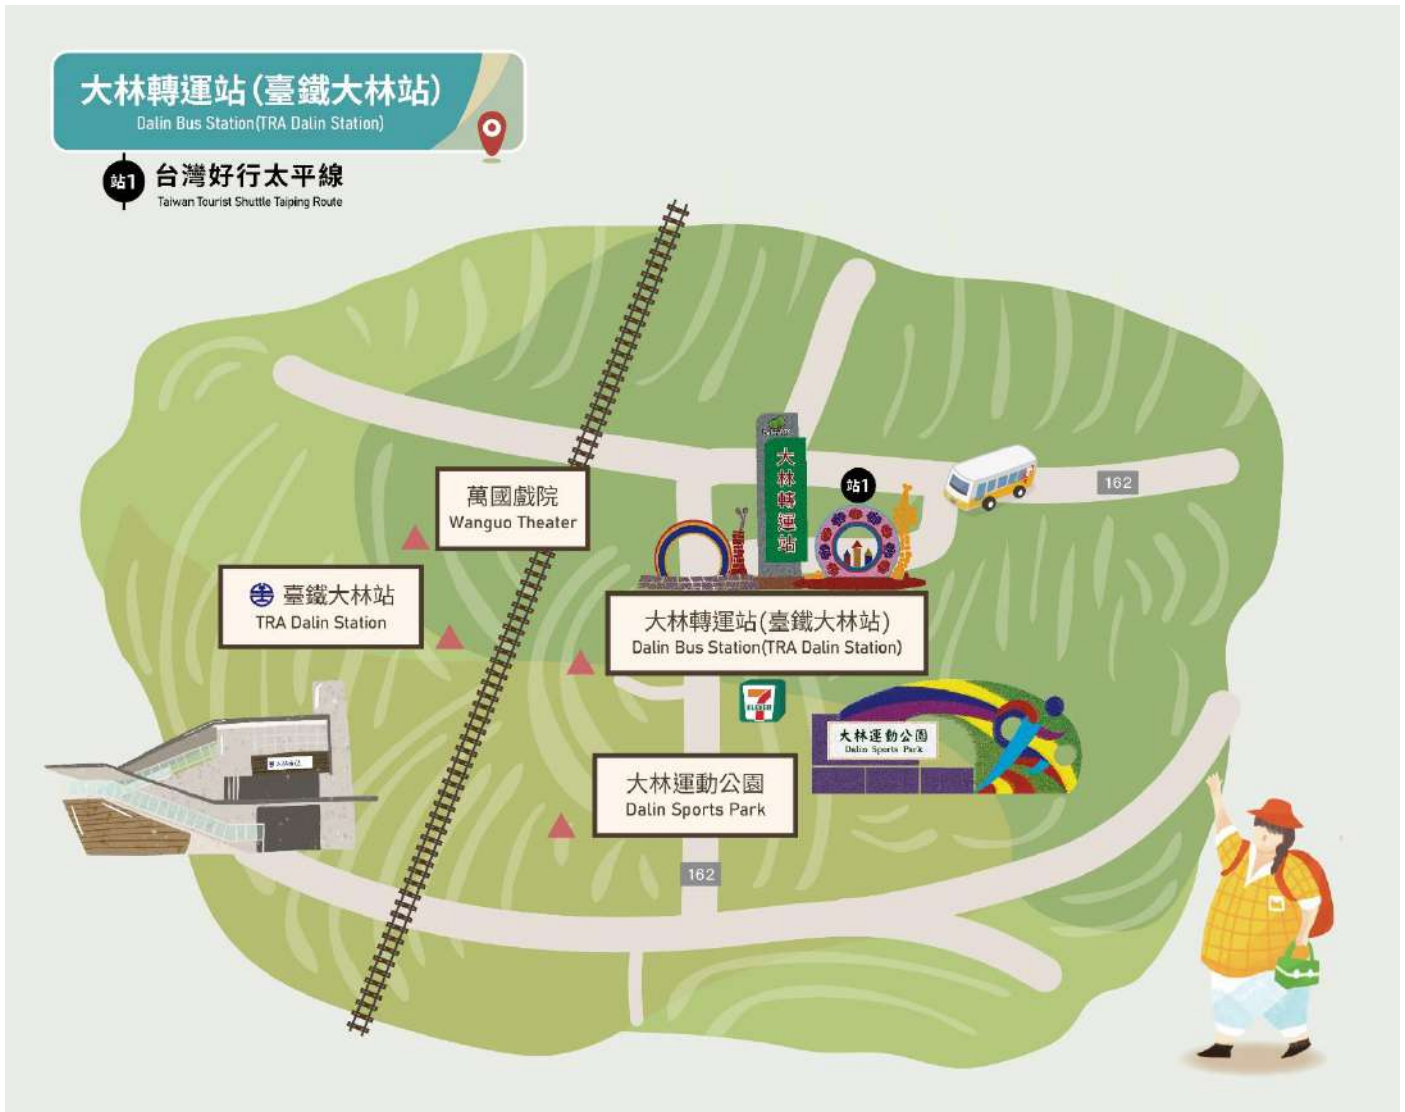 大林轉運站(臺鐵大林站)
Dalin Bus Station(TRA Dalin Station)
站1
台灣好行太平線
Taiwan Tourist Shuttle Taiping Route
大林轉運站
站1
162
萬國戲院
Wanguo Theater
臺鐵大林站
TRA Dalin Station
大林轉運站(臺鐵大林站)
Dalin Bus Station(TRA Dalin Station)
7
ELEVEN
大林運動公園
Dalin Sports Park
大林運動公園
Dalin Sports Park
162